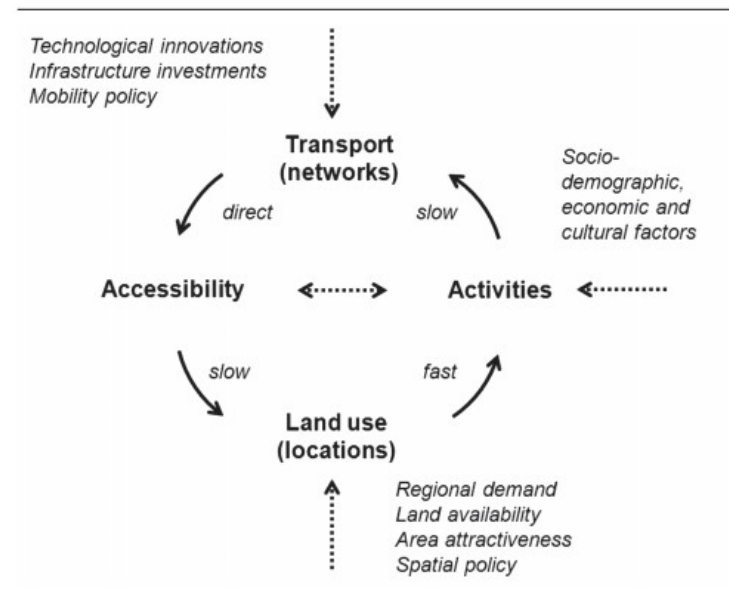 Technological innovations
Infrastructure investments
Mobility policy
Transport
(networks)
Socio-
demographic,
economic and
cultural factors
direct
slow
Accessibility
Activities
slow
fast
Land use
(locations)
Regional demand
Land availability
Area attractiveness
Spatial policy